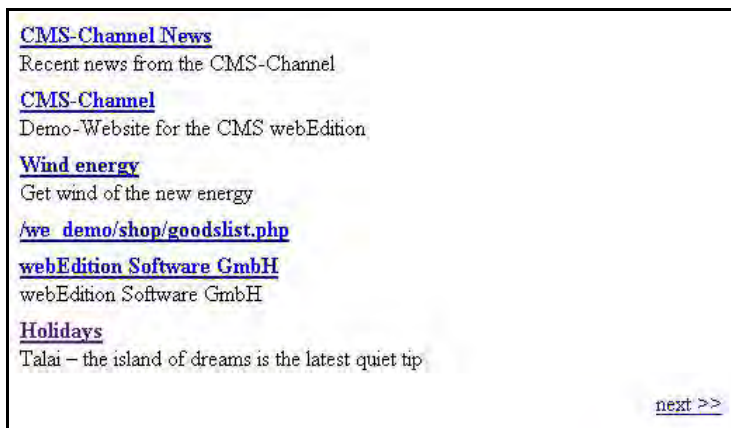 CMS-Channel News
Recent news from the CMS-Channel
CMS-Channel
Demo-Website for the CMS webEdition
Wind energy
Get wind of the new energy
/we_demo/shop/goodslist.php
webEdition Software GmbH
webEdition Software GmbH
Holidays
Talai – the island of dreams is the latest quiet tip
next >>